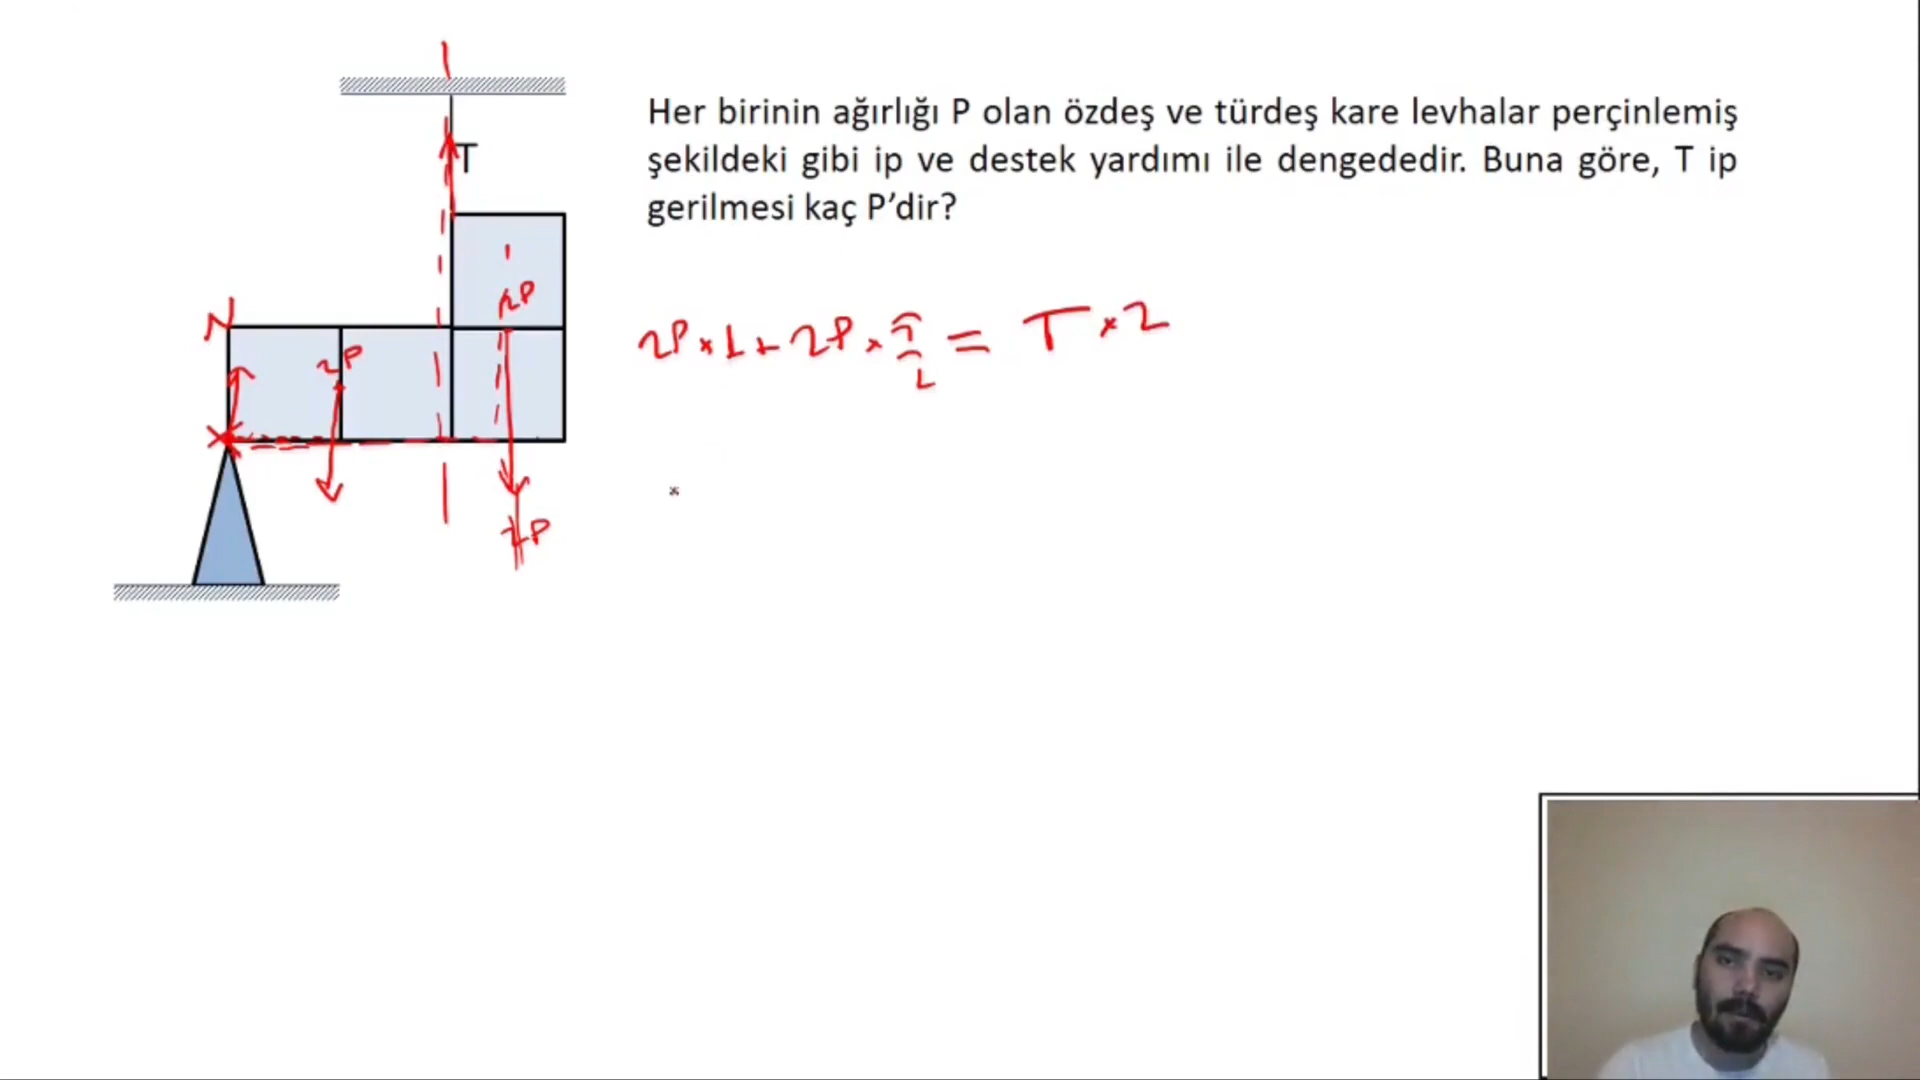 T
Her birinin ağırlığı P olan özdeş ve türdeş kare levhalar perçinlemiş
şekildeki gibi ip ve destek yardımı ile dengededir. Buna göre, T ip
gerilmesi kaç P’dir?
2P
N
2P
2P × 1 + 2P × 5/2 = T × 2
2P